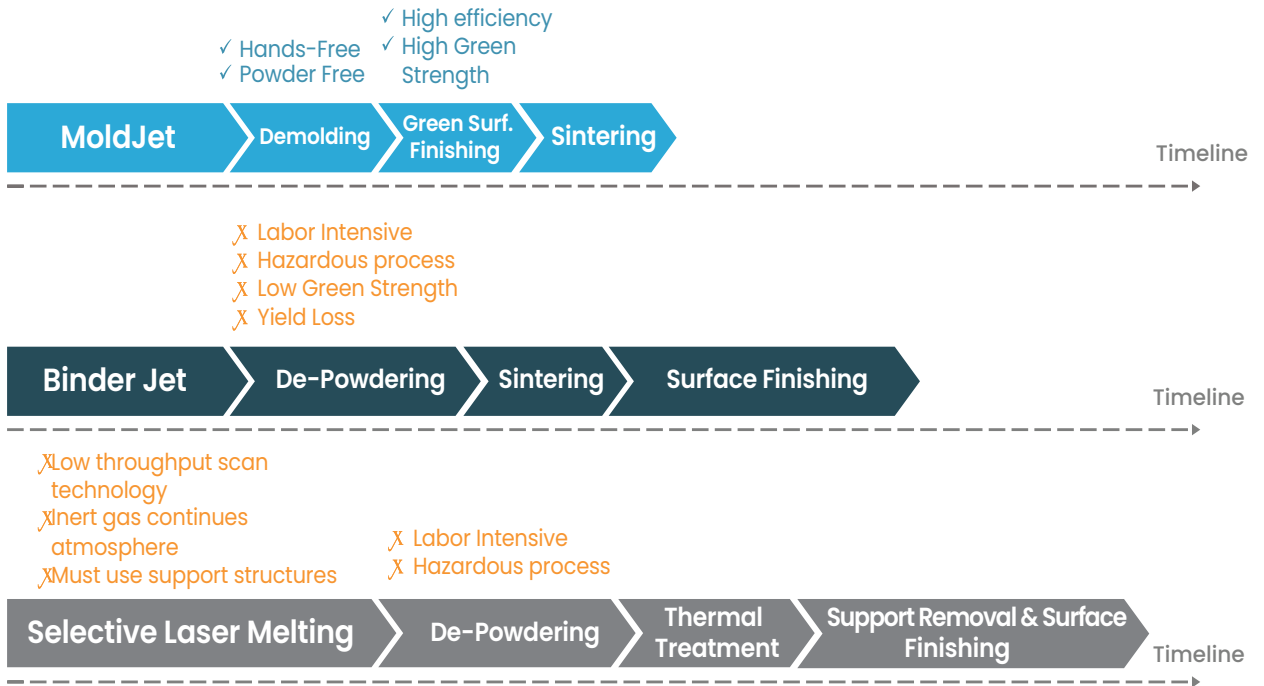 ✓ High efficiency
✓ Hands-Free
✓ High Green
✓ Powder Free
Strength
MoldJet
Demolding
Green Surf.
Finishing
Sintering
Timeline
X Labor Intensive
X Hazardous process
X Low Green Strength
X Yield Loss
Binder Jet
De-Powdering
Sintering
Surface Finishing
Timeline
X Low throughput scan
technology
X Inert gas continues
atmosphere
X Must use support structures
X Labor Intensive
X Hazardous process
Selective Laser Melting
De-Powdering
Thermal
Treatment
Support Removal & Surface
Finishing
Timeline